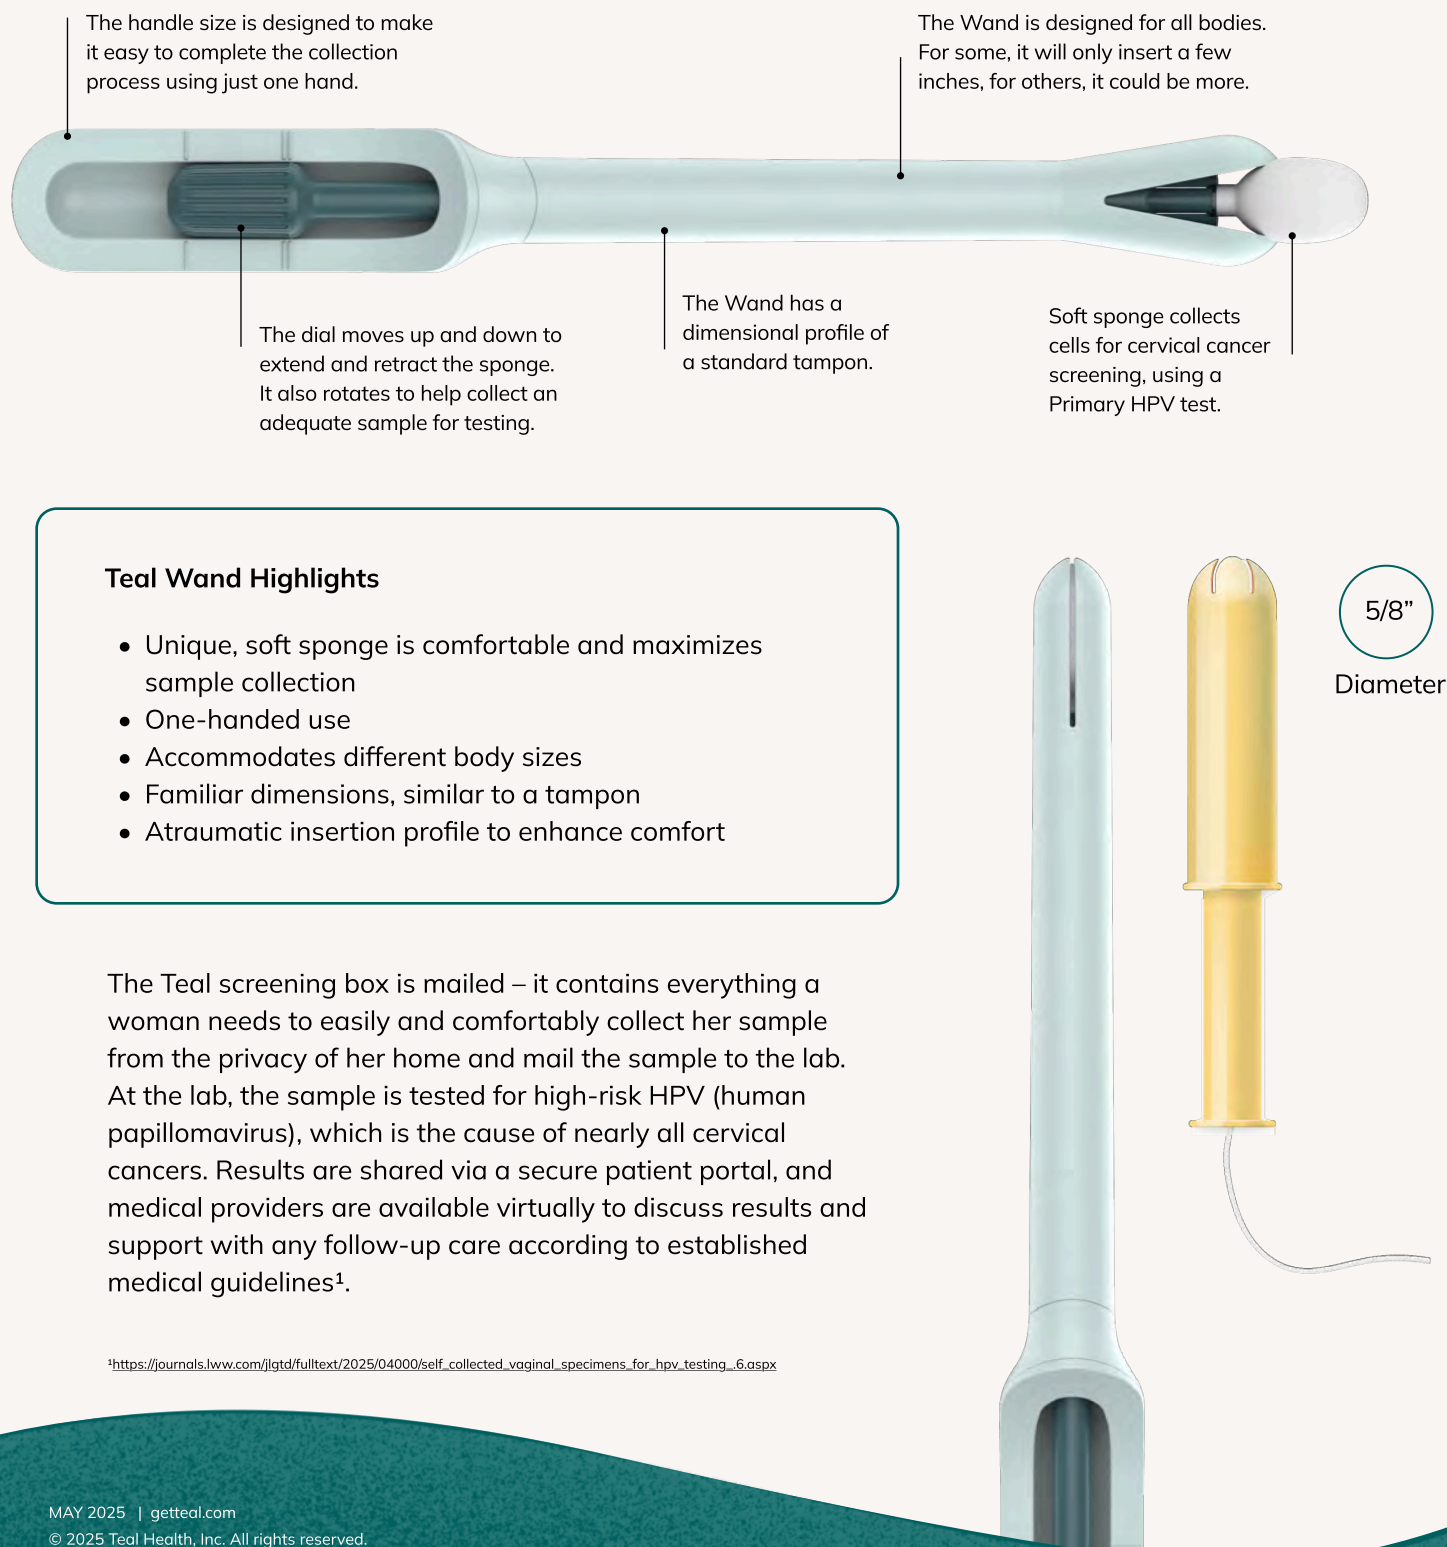 The handle size is designed to make
it easy to complete the collection
process using just one hand.
The Wand is designed for all bodies.
For some, it will only insert a few
inches, for others, it could be more.
The dial moves up and down to
extend and retract the sponge.
It also rotates to help collect an
adequate sample for testing.
The Wand has a
dimensional profile of
a standard tampon.
Soft sponge collects
cells for cervical cancer
screening, using a
Primary HPV test.
Teal Wand Highlights
• Unique, soft sponge is comfortable and maximizes
sample collection
• One-handed use
• Accommodates different body sizes
• Familiar dimensions, similar to a tampon
• Atraumatic insertion profile to enhance comfort
5/8”
Diameter
The Teal screening box is mailed – it contains everything a
woman needs to easily and comfortably collect her sample
from the privacy of her home and mail the sample to the lab.
At the lab, the sample is tested for high-risk HPV (human
papillomavirus), which is the cause of nearly all cervical
cancers. Results are shared via a secure patient portal, and
medical providers are available virtually to discuss results and
support with any follow-up care according to established
medical guidelines¹.
¹https://journals.lww.com/jlgtd/fulltext/2025/04000/self_collected_vaginal_specimens_for_hpv_testing_.6.aspx
MAY 2025 | getteal.com
© 2025 Teal Health, Inc. All rights reserved.